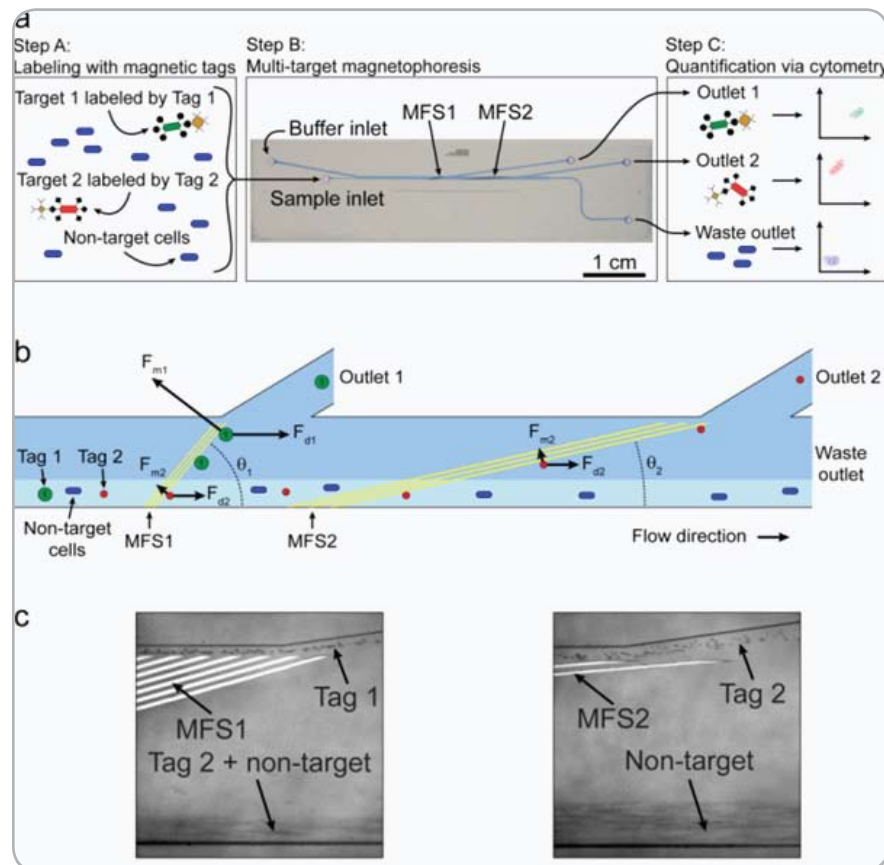 a
Step A:
Labeling with magnetic tags
Target 1 labeled by Tag 1
Target 2 labeled by Tag 2
Non-target cells
Step B:
Multi-target magnetophoresis
MFS1
MFS2
Buffer inlet
Sample inlet
1 cm
Step C:
Quantification via cytometry
Outlet 1
Outlet 2
Waste outlet
b
Fm1
Outlet 1
Outlet 2
1
1
1
1
Fd1
Fm2
Fd2
θ1
Fm2
Fd2
θ2
Waste
outlet
Tag 1
Tag 2
Non-target
cells
MFS1
MFS2
Flow direction
c
Tag 1
MFS1
Tag 2 + non-target
Tag 2
MFS2
Non-target